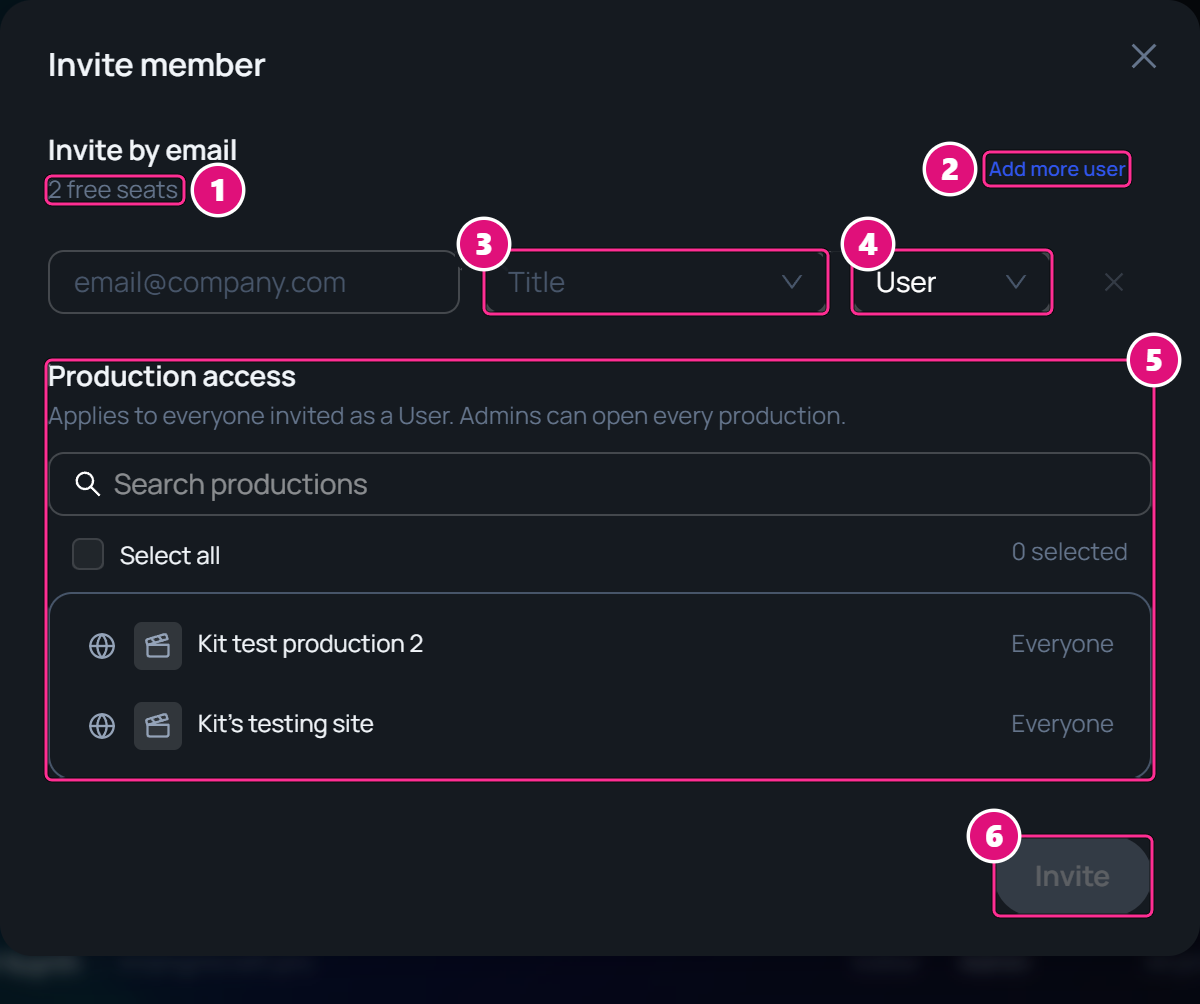 Invite member
Invite by email
2 free seats
1
2
Add more user
3
4
email@company.com
Title
User
5
Production access
Applies to everyone invited as a User. Admins can open every production.
Search productions
Select all
0 selected
Kit test production 2
Everyone
Kit's testing site
Everyone
6
Invite